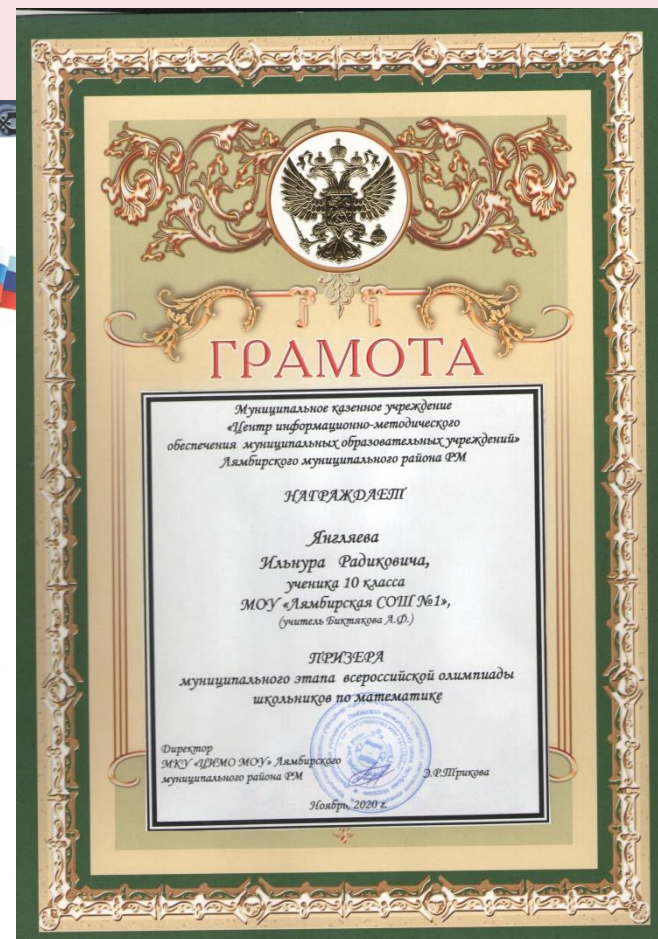 ГРАМОТА
Муниципальное казенное учреждение
«Центр информационно-методического
обеспечения муниципальных образовательных учреждений»
Лямбирского муниципального района РМ
НАГРАЖДАЕТ
Янгляева
Ильнура Радиковича,
ученика 10 класса
МОУ «Лямбирская СОШ №1»,
(учитель Биктякова А.Ф.)
ПРИЗЕРА
муниципального этапа всероссийской олимпиады
школьников по математике
Директор
МКУ «ЦИМО МОУ» Лямбирского
муниципального района РМ Э.Р.Трикова
Ноябрь, 2020 г.